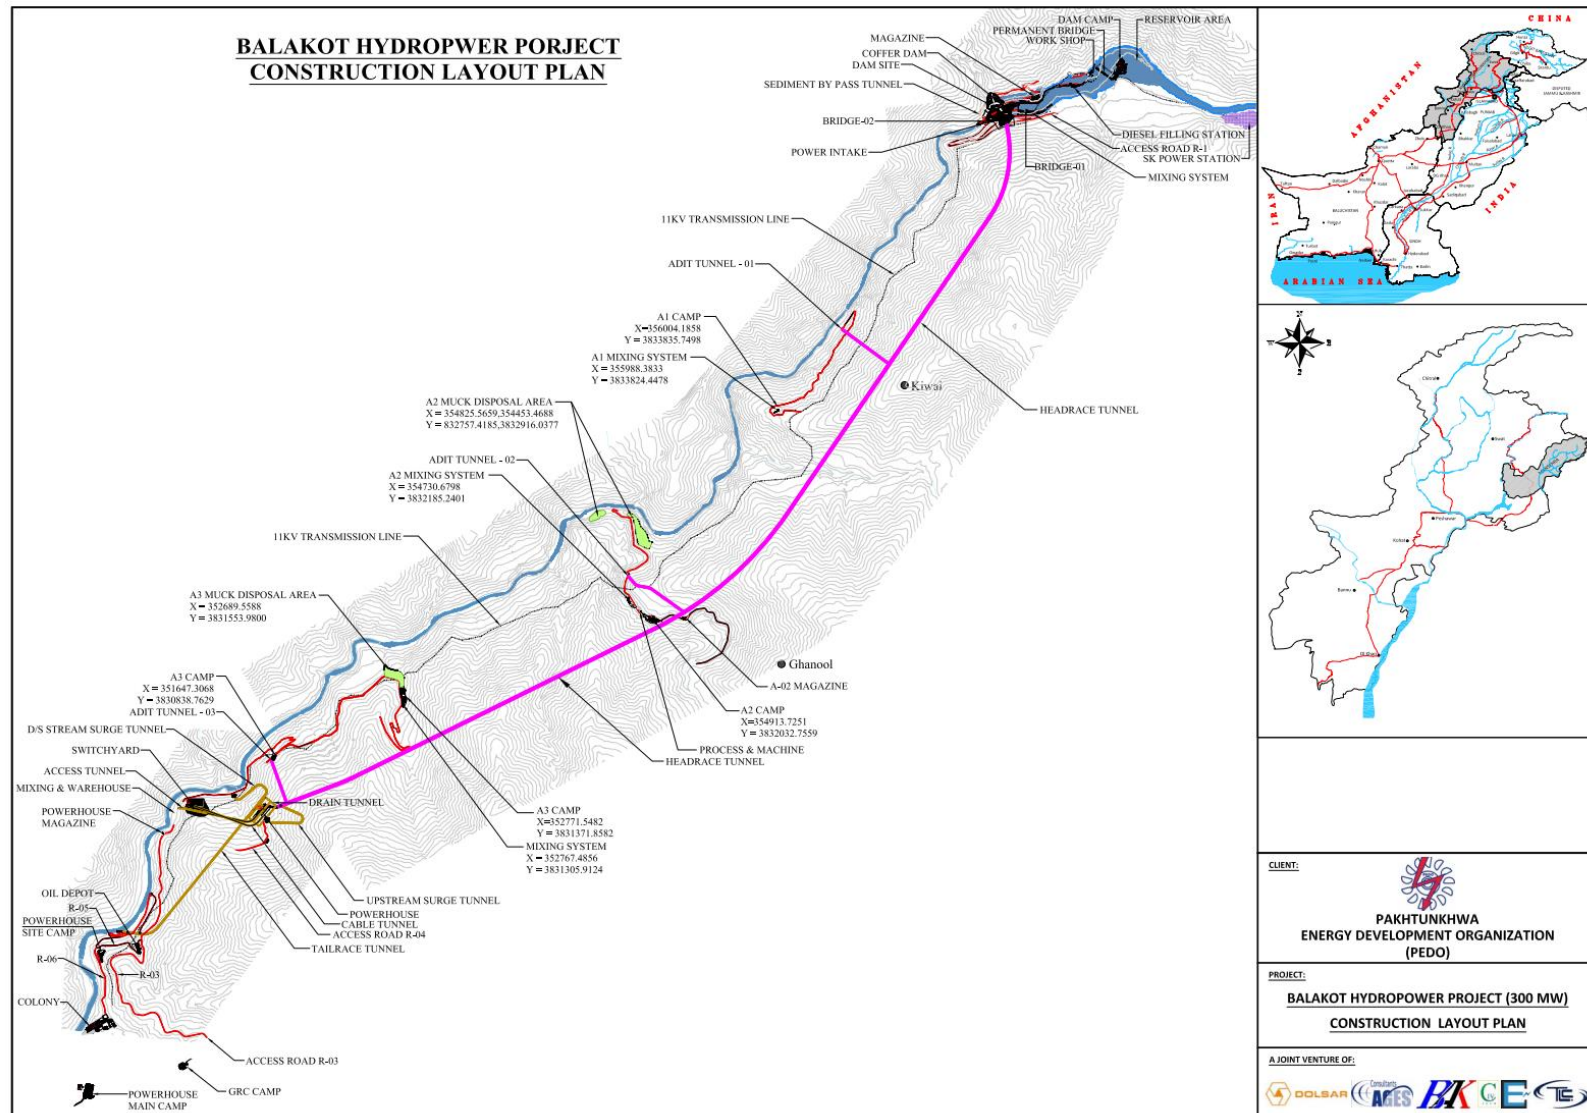 BALAKOT HYDROPWER PORJECT
CONSTRUCTION LAYOUT PLAN
DAM CAMP
RESERVOIR AREA
PERMANENT BRIDGE
WORK SHOP
MAGAZINE
COFFER DAM
DAM SITE
SEDIMENT BY PASS TUNNEL
BRIDGE-02
POWER INTAKE
DIESEL FILLING STATION
ACCESS ROAD R-1
SK POWER STATION
BRIDGE-01
MIXING SYSTEM
11KV TRANSMISSION LINE
ADIT TUNNEL - 01
A1 CAMP
X=356004.1858
Y = 3833835.7498
A1 MIXING SYSTEM
X = 355988.3833
Y = 3833824.4478
Kiwai
HEADRACE TUNNEL
A2 MUCK DISPOSAL AREA
X = 354825.5659,354453.4688
Y = 832757.4185,3832916.0377
ADIT TUNNEL - 02
A2 MIXING SYSTEM
X = 354730.6798
Y = 3832185.2401
11KV TRANSMISSION LINE
A3 MUCK DISPOSAL AREA
X = 352689.5588
Y = 3831553.9800
Ghanool
A-02 MAGAZINE
A2 CAMP
X=354913.7251
Y = 3832032.7559
PROCESS & MACHINE
HEADRACE TUNNEL
A3 CAMP
X = 351647.3068
Y = 3830838.7629
ADIT TUNNEL - 03
D/S STREAM SURGE TUNNEL
SWITCHYARD
ACCESS TUNNEL
MIXING & WAREHOUSE
POWERHOUSE
MAGAZINE
DRAIN TUNNEL
A3 CAMP
X=352771.5482
Y = 3831371.8582
MIXING SYSTEM
X = 352767.4856
Y = 3831305.9124
OIL DEPOT
R-05
POWERHOUSE
SITE CAMP
R-06
R-03
UPSTREAM SURGE TUNNEL
POWERHOUSE
CABLE TUNNEL
ACCESS ROAD R-04
TAILRACE TUNNEL
COLONY
ACCESS ROAD R-03
GRC CAMP
POWERHOUSE
MAIN CAMP
CHINA
AFGHANISTAN
IRAN
INDIA
ARABIAN SEA
Chitral
Swat
Peshawar
Kohat
Bannu
CLIENT:
PAKHTUNKHWA
ENERGY DEVELOPMENT ORGANIZATION
(PEDO)
PROJECT:
BALAKOT HYDROPOWER PROJECT (300 MW)
CONSTRUCTION LAYOUT PLAN
A JOINT VENTURE OF:
DOLSAR
Consultants
AGES
BK